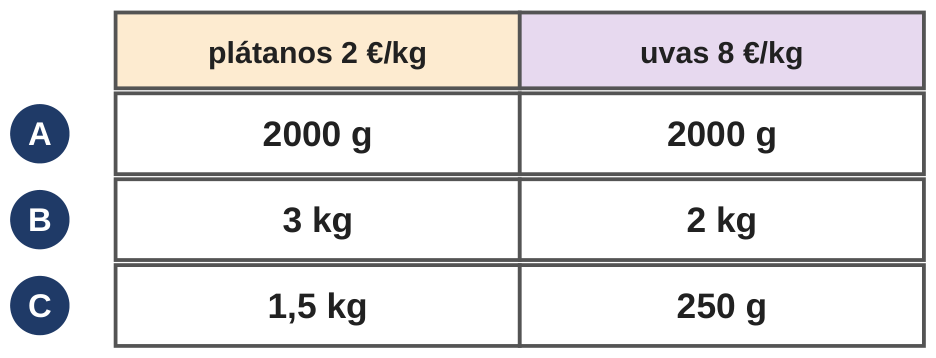 plátanos 2 €/kg uvas 8 €/kg
A 2000 g 2000 g
B 3 kg 2 kg
C 1,5 kg 250 g